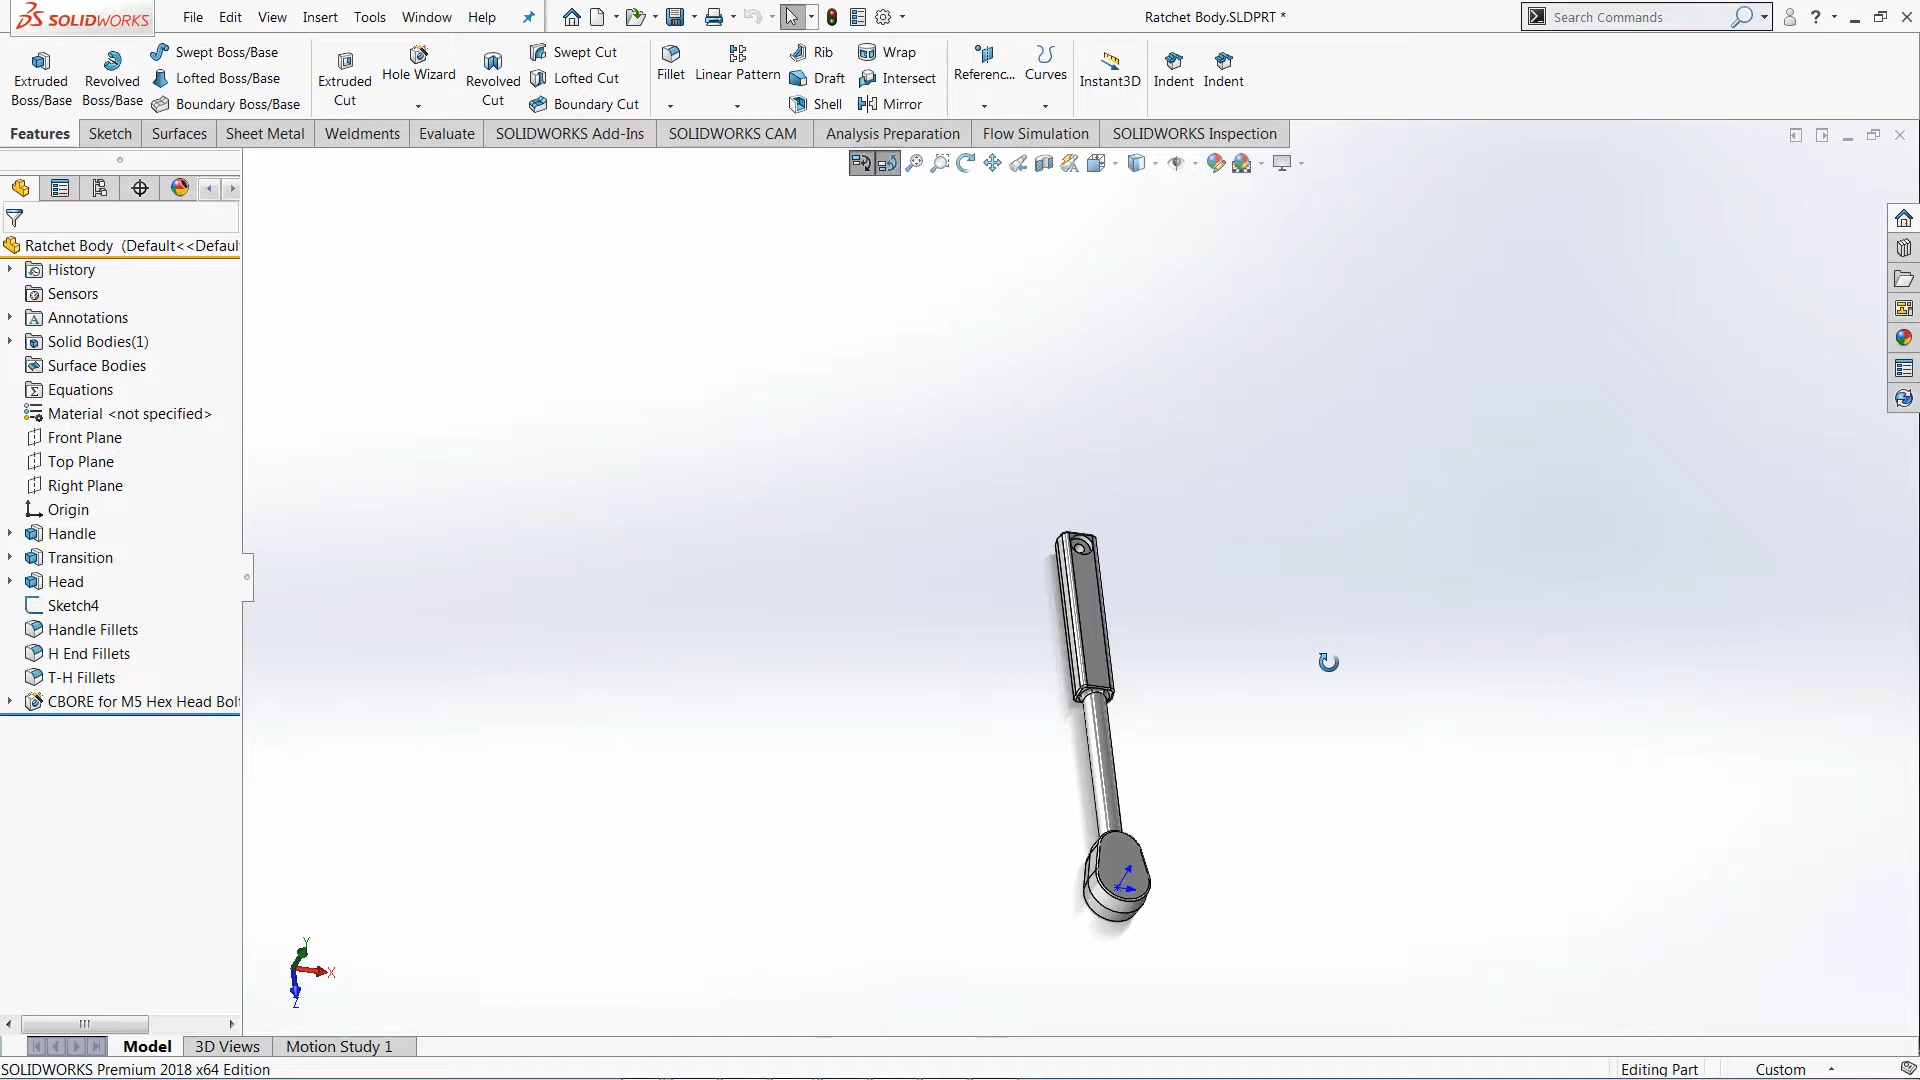 SOLIDWORKS
File Edit View Insert Tools Window Help
Ratchet Body.SLDPRT *
Search Commands
Extruded Boss/Base
Revolved Boss/Base
Swept Boss/Base
Lofted Boss/Base
Boundary Boss/Base
Extruded Cut
Hole Wizard
Revolved Cut
Swept Cut
Lofted Cut
Boundary Cut
Fillet
Linear Pattern
Rib
Draft
Shell
Wrap
Intersect
Mirror
Referenc...
Curves
Instant3D
Indent
Indent
Features Sketch Surfaces Sheet Metal Weldments Evaluate SOLIDWORKS Add-Ins SOLIDWORKS CAM Analysis Preparation Flow Simulation SOLIDWORKS Inspection
Ratchet Body (Default<<Defaul
History
Sensors
Annotations
Solid Bodies(1)
Surface Bodies
Equations
Material <not specified>
Front Plane
Top Plane
Right Plane
Origin
Handle
Transition
Head
Sketch4
Handle Fillets
H End Fillets
T-H Fillets
CBORE for M5 Hex Head Bolt
Y
X
Z
Model 3D Views Motion Study 1
SOLIDWORKS Premium 2018 x64 Edition
Editing Part
Custom